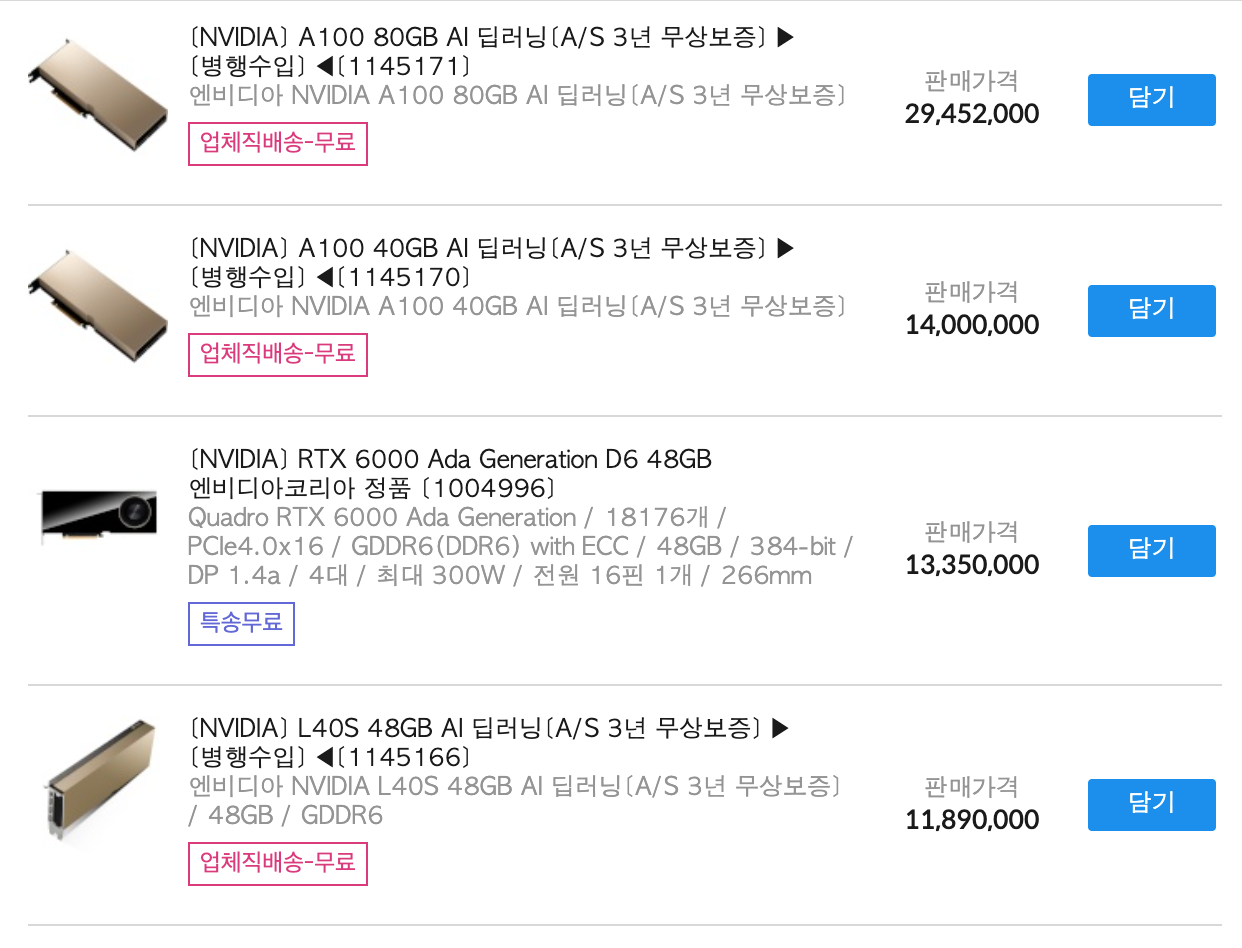 〔NVIDIA〕 A100 80GB AI 딥러닝〔A/S 3년 무상보증〕 ▶
〔병행수입〕 ◀〔1145171〕
엔비디아 NVIDIA A100 80GB AI 딥러닝〔A/S 3년 무상보증〕
업체직배송-무료
판매가격
29,452,000
담기
〔NVIDIA〕 A100 40GB AI 딥러닝〔A/S 3년 무상보증〕 ▶
〔병행수입〕 ◀〔1145170〕
엔비디아 NVIDIA A100 40GB AI 딥러닝〔A/S 3년 무상보증〕
업체직배송-무료
판매가격
14,000,000
담기
〔NVIDIA〕 RTX 6000 Ada Generation D6 48GB
엔비디아코리아 정품 〔1004996〕
Quadro RTX 6000 Ada Generation / 18176개 /
PCIe4.0x16 / GDDR6(DDR6) with ECC / 48GB / 384-bit /
DP 1.4a / 4대 / 최대 300W / 전원 16핀 1개 / 266mm
특송무료
판매가격
13,350,000
담기
〔NVIDIA〕 L40S 48GB AI 딥러닝〔A/S 3년 무상보증〕 ▶
〔병행수입〕 ◀〔1145166〕
엔비디아 NVIDIA L40S 48GB AI 딥러닝〔A/S 3년 무상보증〕
/ 48GB / GDDR6
업체직배송-무료
판매가격
11,890,000
담기